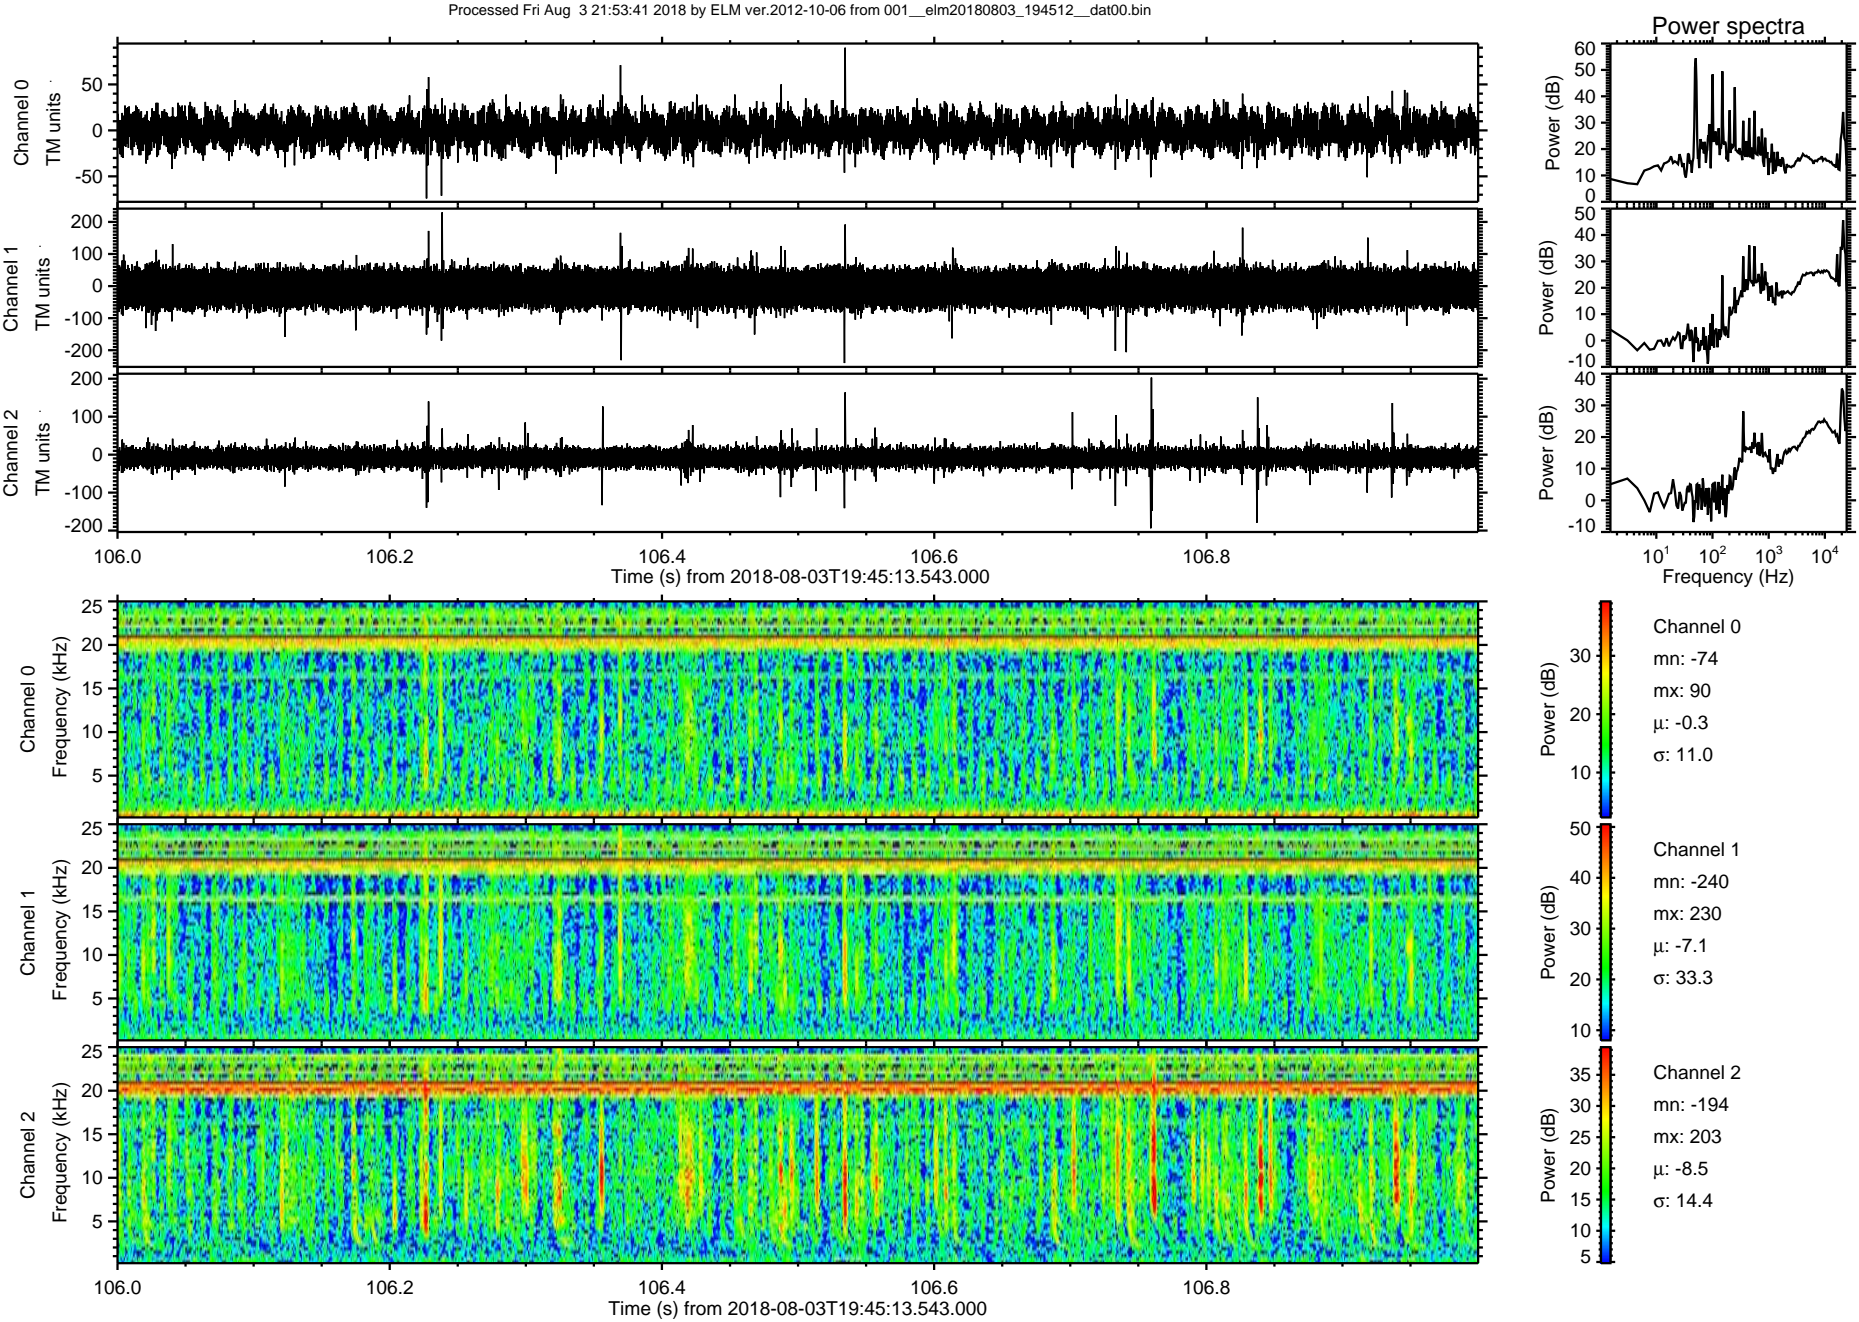 Processed Fri Aug  3 21:53:41 2018 by ELM ver.2012-10-06 from 001__elm20180803_194512__dat00.bin
Power spectra
Channel 0
TM units
50
0
-50
Power (dB)
60
50
40
30
20
10
0
Channel 1
TM units
200
100
0
-100
-200
Power (dB)
50
40
30
20
10
0
-10
Channel 2
TM units
200
100
0
-100
-200
Power (dB)
40
30
20
10
0
-10
106.0 106.2 106.4 106.6 106.8
Time (s) from 2018-08-03T19:45:13.543.000
10^1 10^2 10^3 10^4
Frequency (Hz)
Channel 0
Frequency (kHz)
25
20
15
10
5
Power (dB)
30
20
10
Channel 0
mn: -74
mx: 90
μ: -0.3
σ: 11.0
Channel 1
Frequency (kHz)
25
20
15
10
5
Power (dB)
50
40
30
20
10
Channel 1
mn: -240
mx: 230
μ: -7.1
σ: 33.3
Channel 2
Frequency (kHz)
25
20
15
10
5
Power (dB)
35
30
25
20
15
10
5
Channel 2
mn: -194
mx: 203
μ: -8.5
σ: 14.4
106.0 106.2 106.4 106.6 106.8
Time (s) from 2018-08-03T19:45:13.543.000